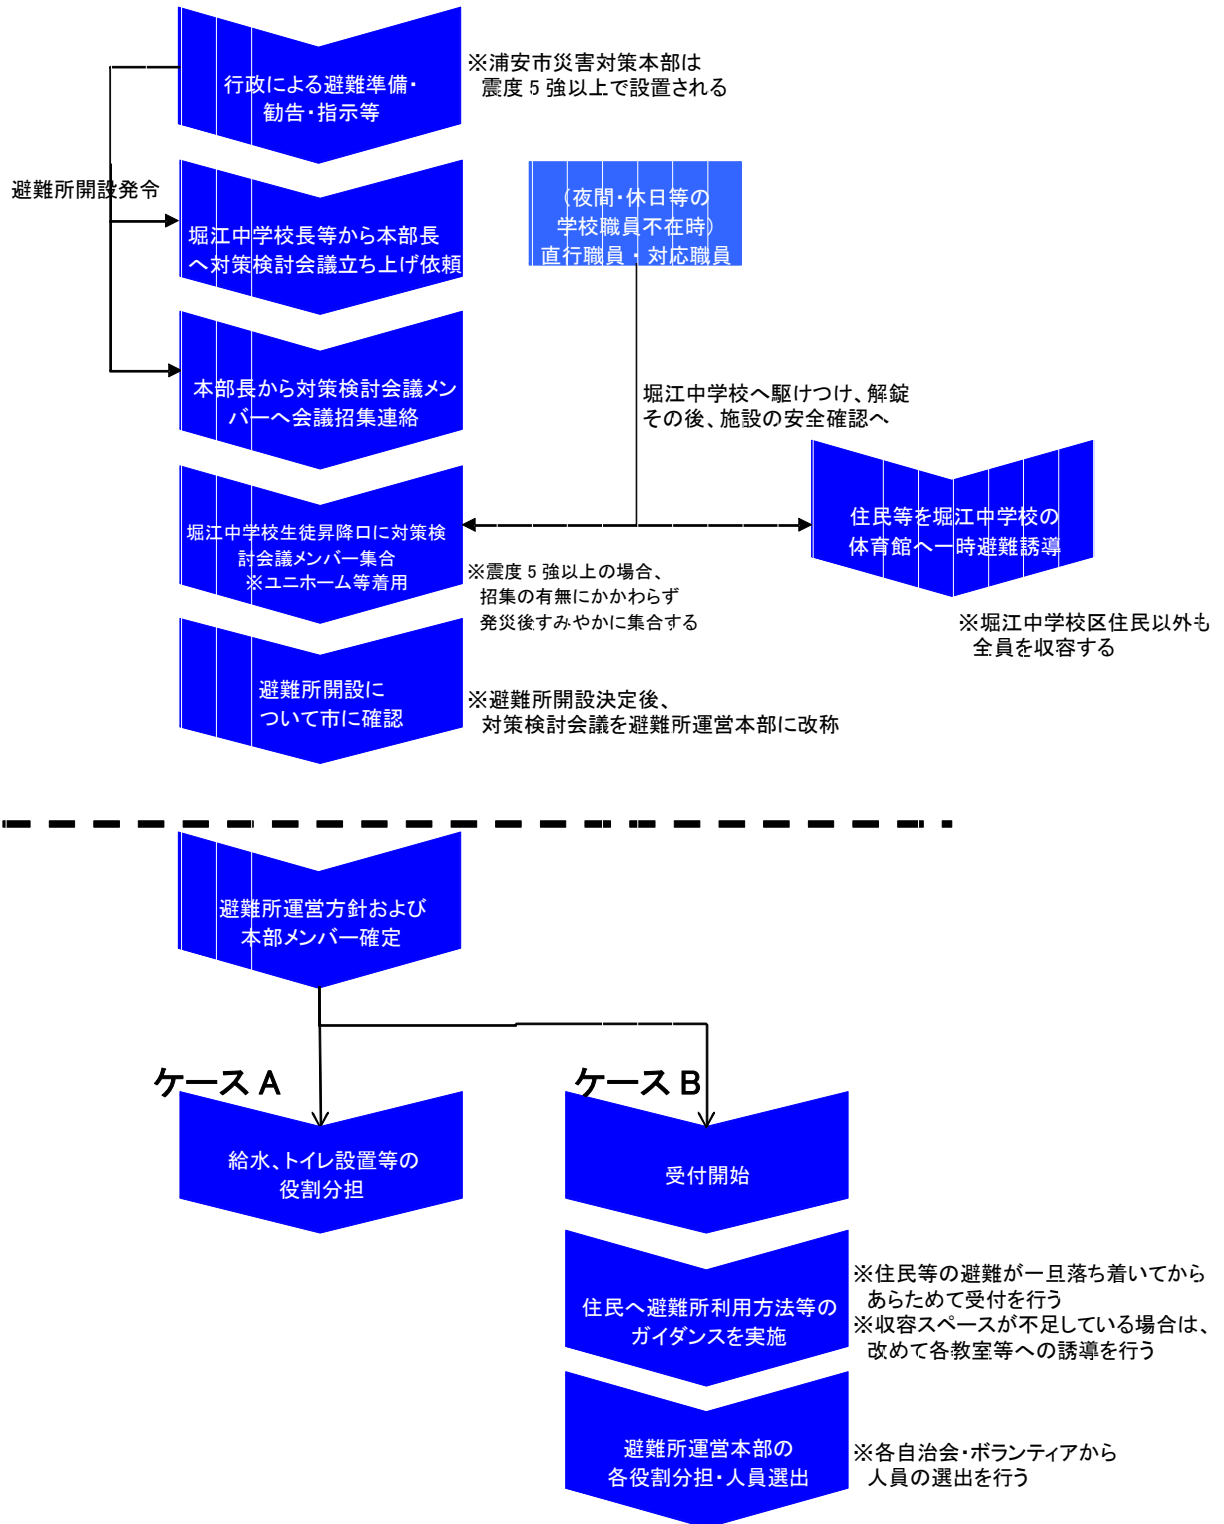 行政による避難準備・
勧告・指示等
※浦安市災害対策本部は
震度5強以上で設置される
避難所開設発令
堀江中学校長等から本部長
へ対策検討会議立ち上げ依頼
(夜間・休日等の
学校職員不在時)
直行職員・対応職員
本部長から対策検討会議メン
バーへ会議招集連絡
堀江中学校へ駆けつけ、解錠
その後、施設の安全確認へ
堀江中学校生徒昇降口に対策検
討会議メンバー集合
※ユニホーム等着用
※震度5強以上の場合、
招集の有無にかかわらず
発災後すみやかに集合する
住民等を堀江中学校の
体育館へ一時避難誘導
※堀江中学校区住民以外も
全員を収容する
避難所開設に
ついて市に確認
※避難所開設決定後、
対策検討会議を避難所運営本部に改称
避難所運営方針および
本部メンバー確定
ケースA
給水、トイレ設置等の
役割分担
ケースB
受付開始
住民へ避難所利用方法等の
ガイダンスを実施
※住民等の避難が一旦落ち着いてから
あらためて受付を行う
※収容スペースが不足している場合は、
改めて各教室等への誘導を行う
避難所運営本部の
各役割分担・人員選出
※各自治会・ボランティアから
人員の選出を行う